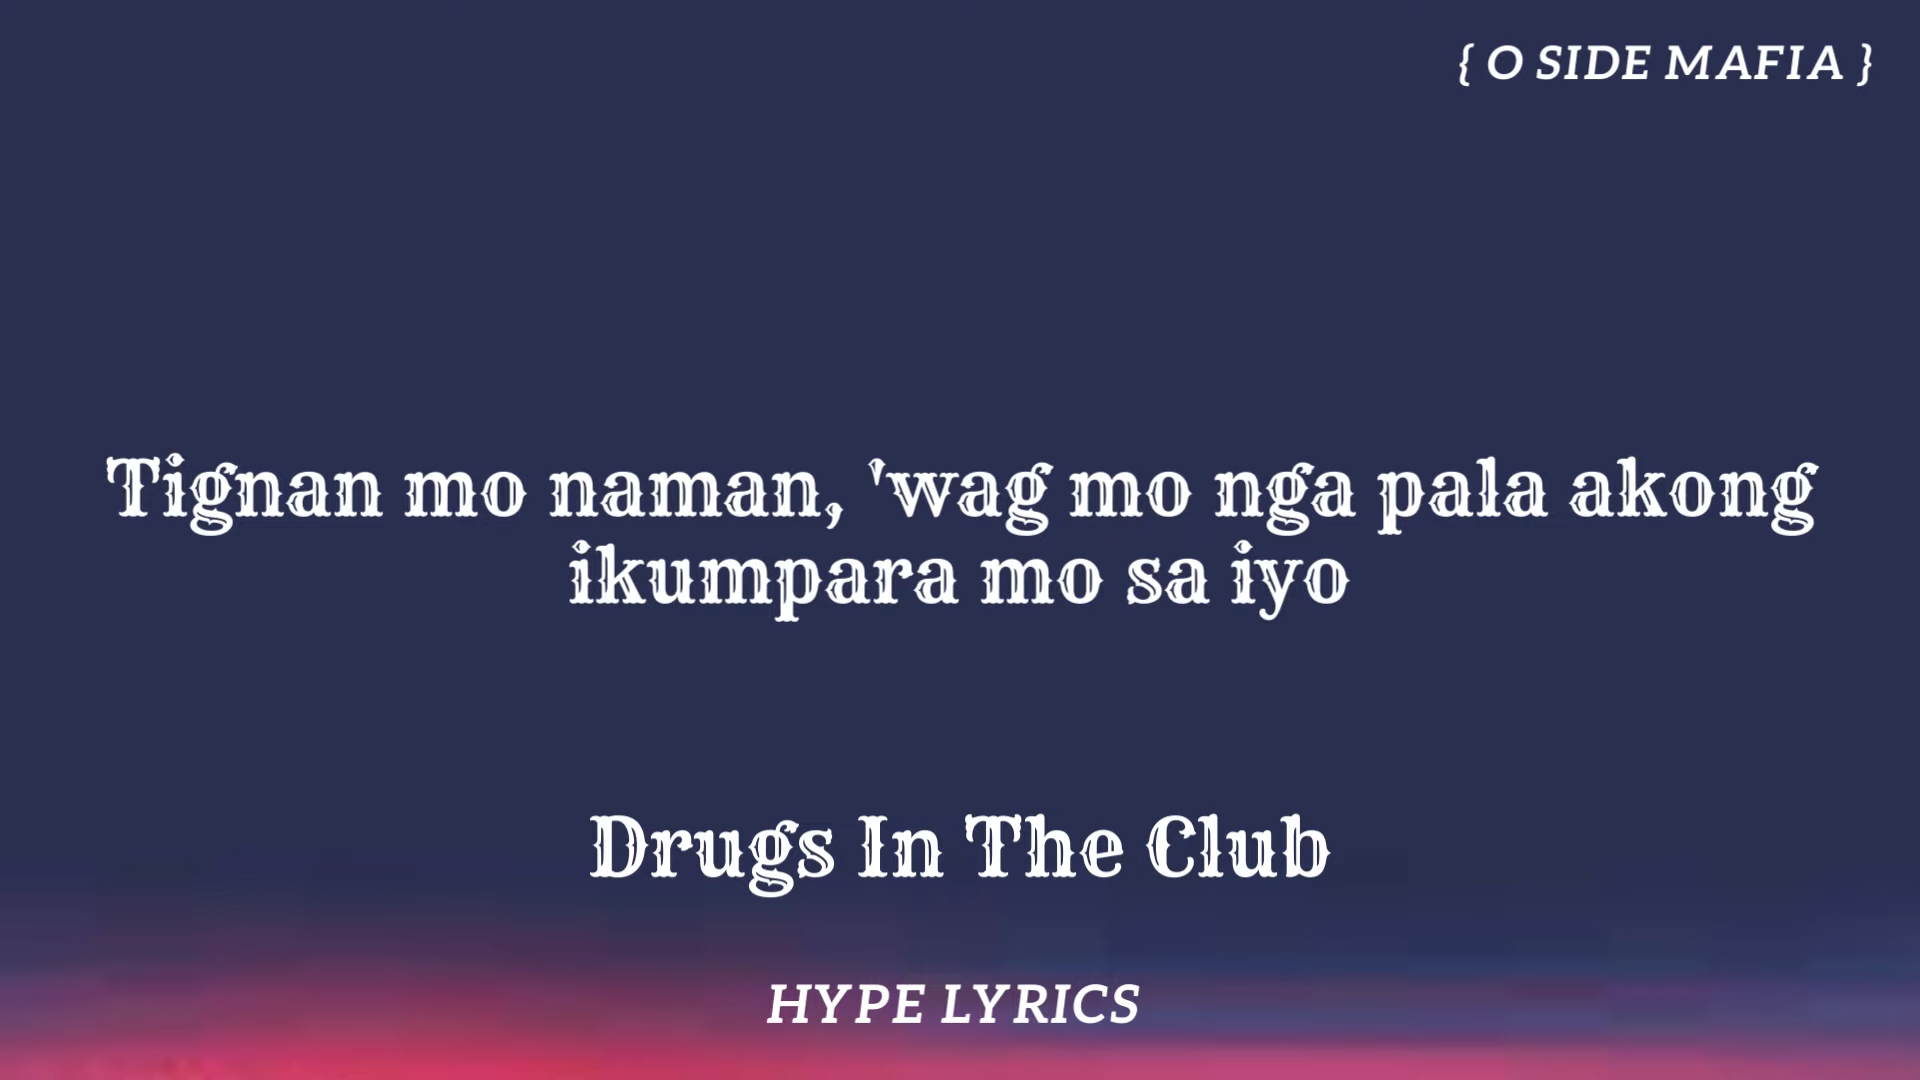 { O SIDE MAFIA }
Tignan mo naman, 'wag mo nga pala akong
ikumpara mo sa iyo
Drugs In The Club
HYPE LYRICS